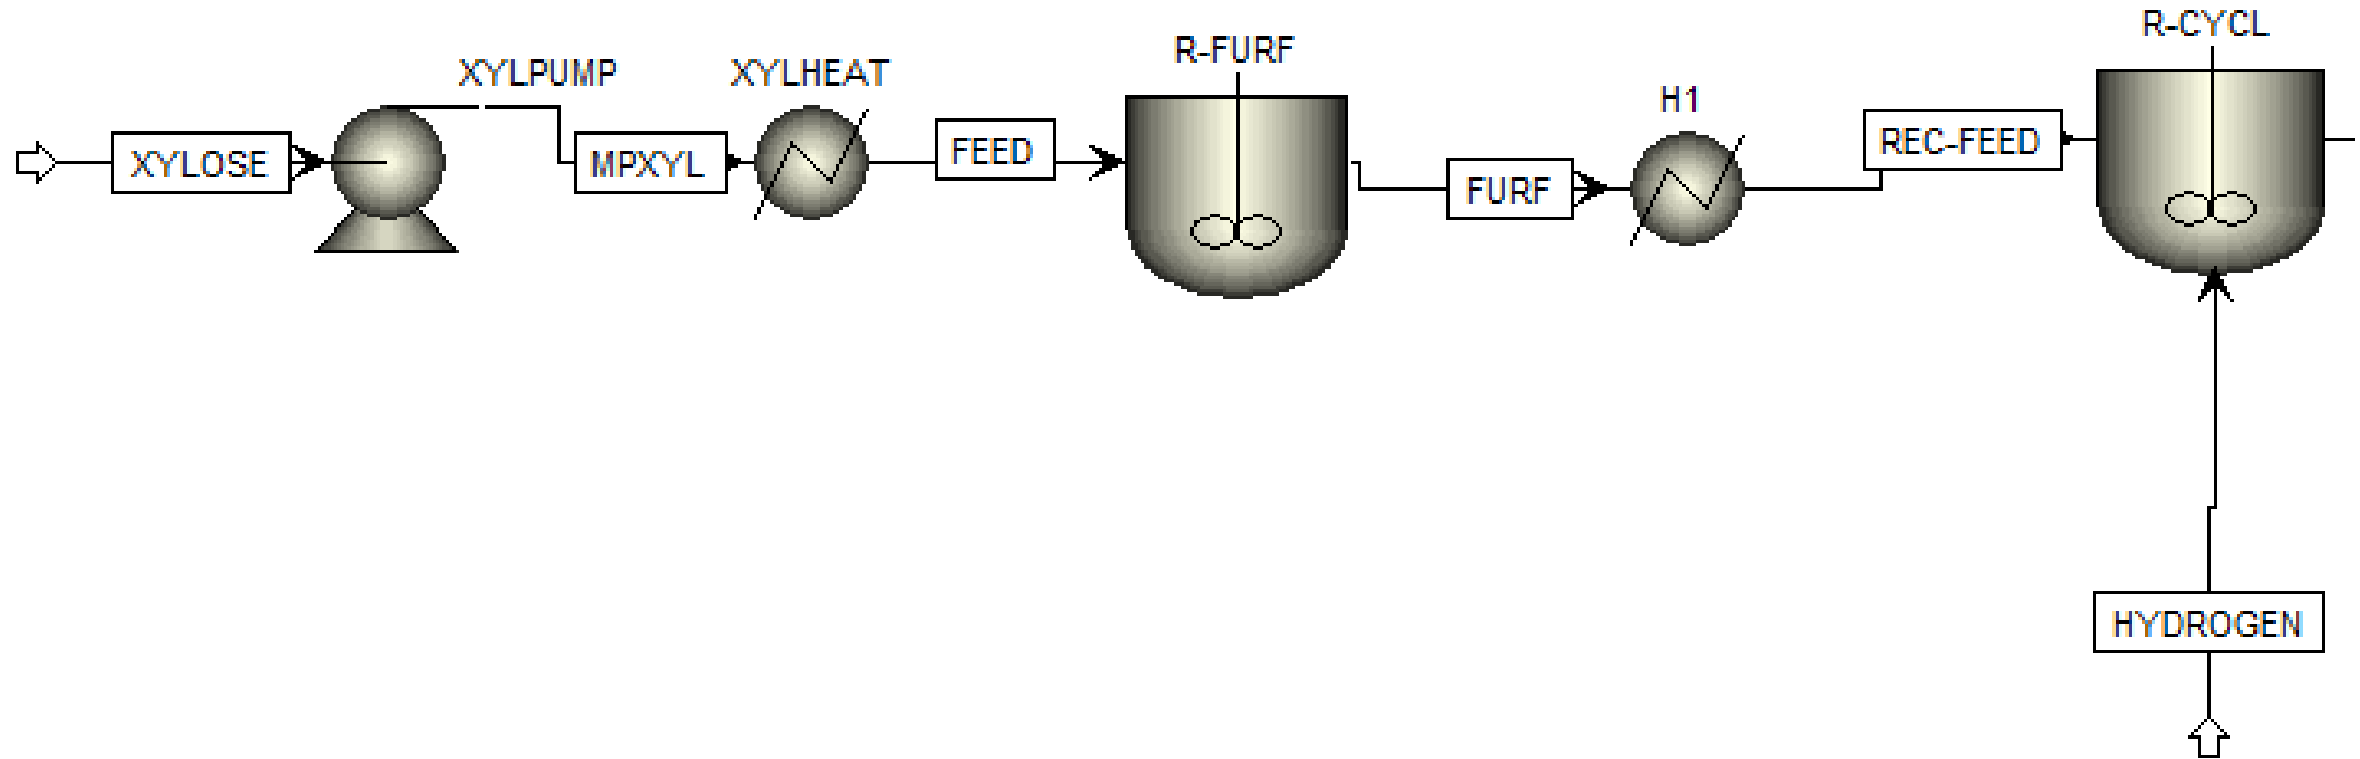 XYLOSE
XYLPUMP
MPXYL
XYLHEAT
FEED
R-FURF
FURF
H1
REC-FEED
R-CYCL
HYDROGEN